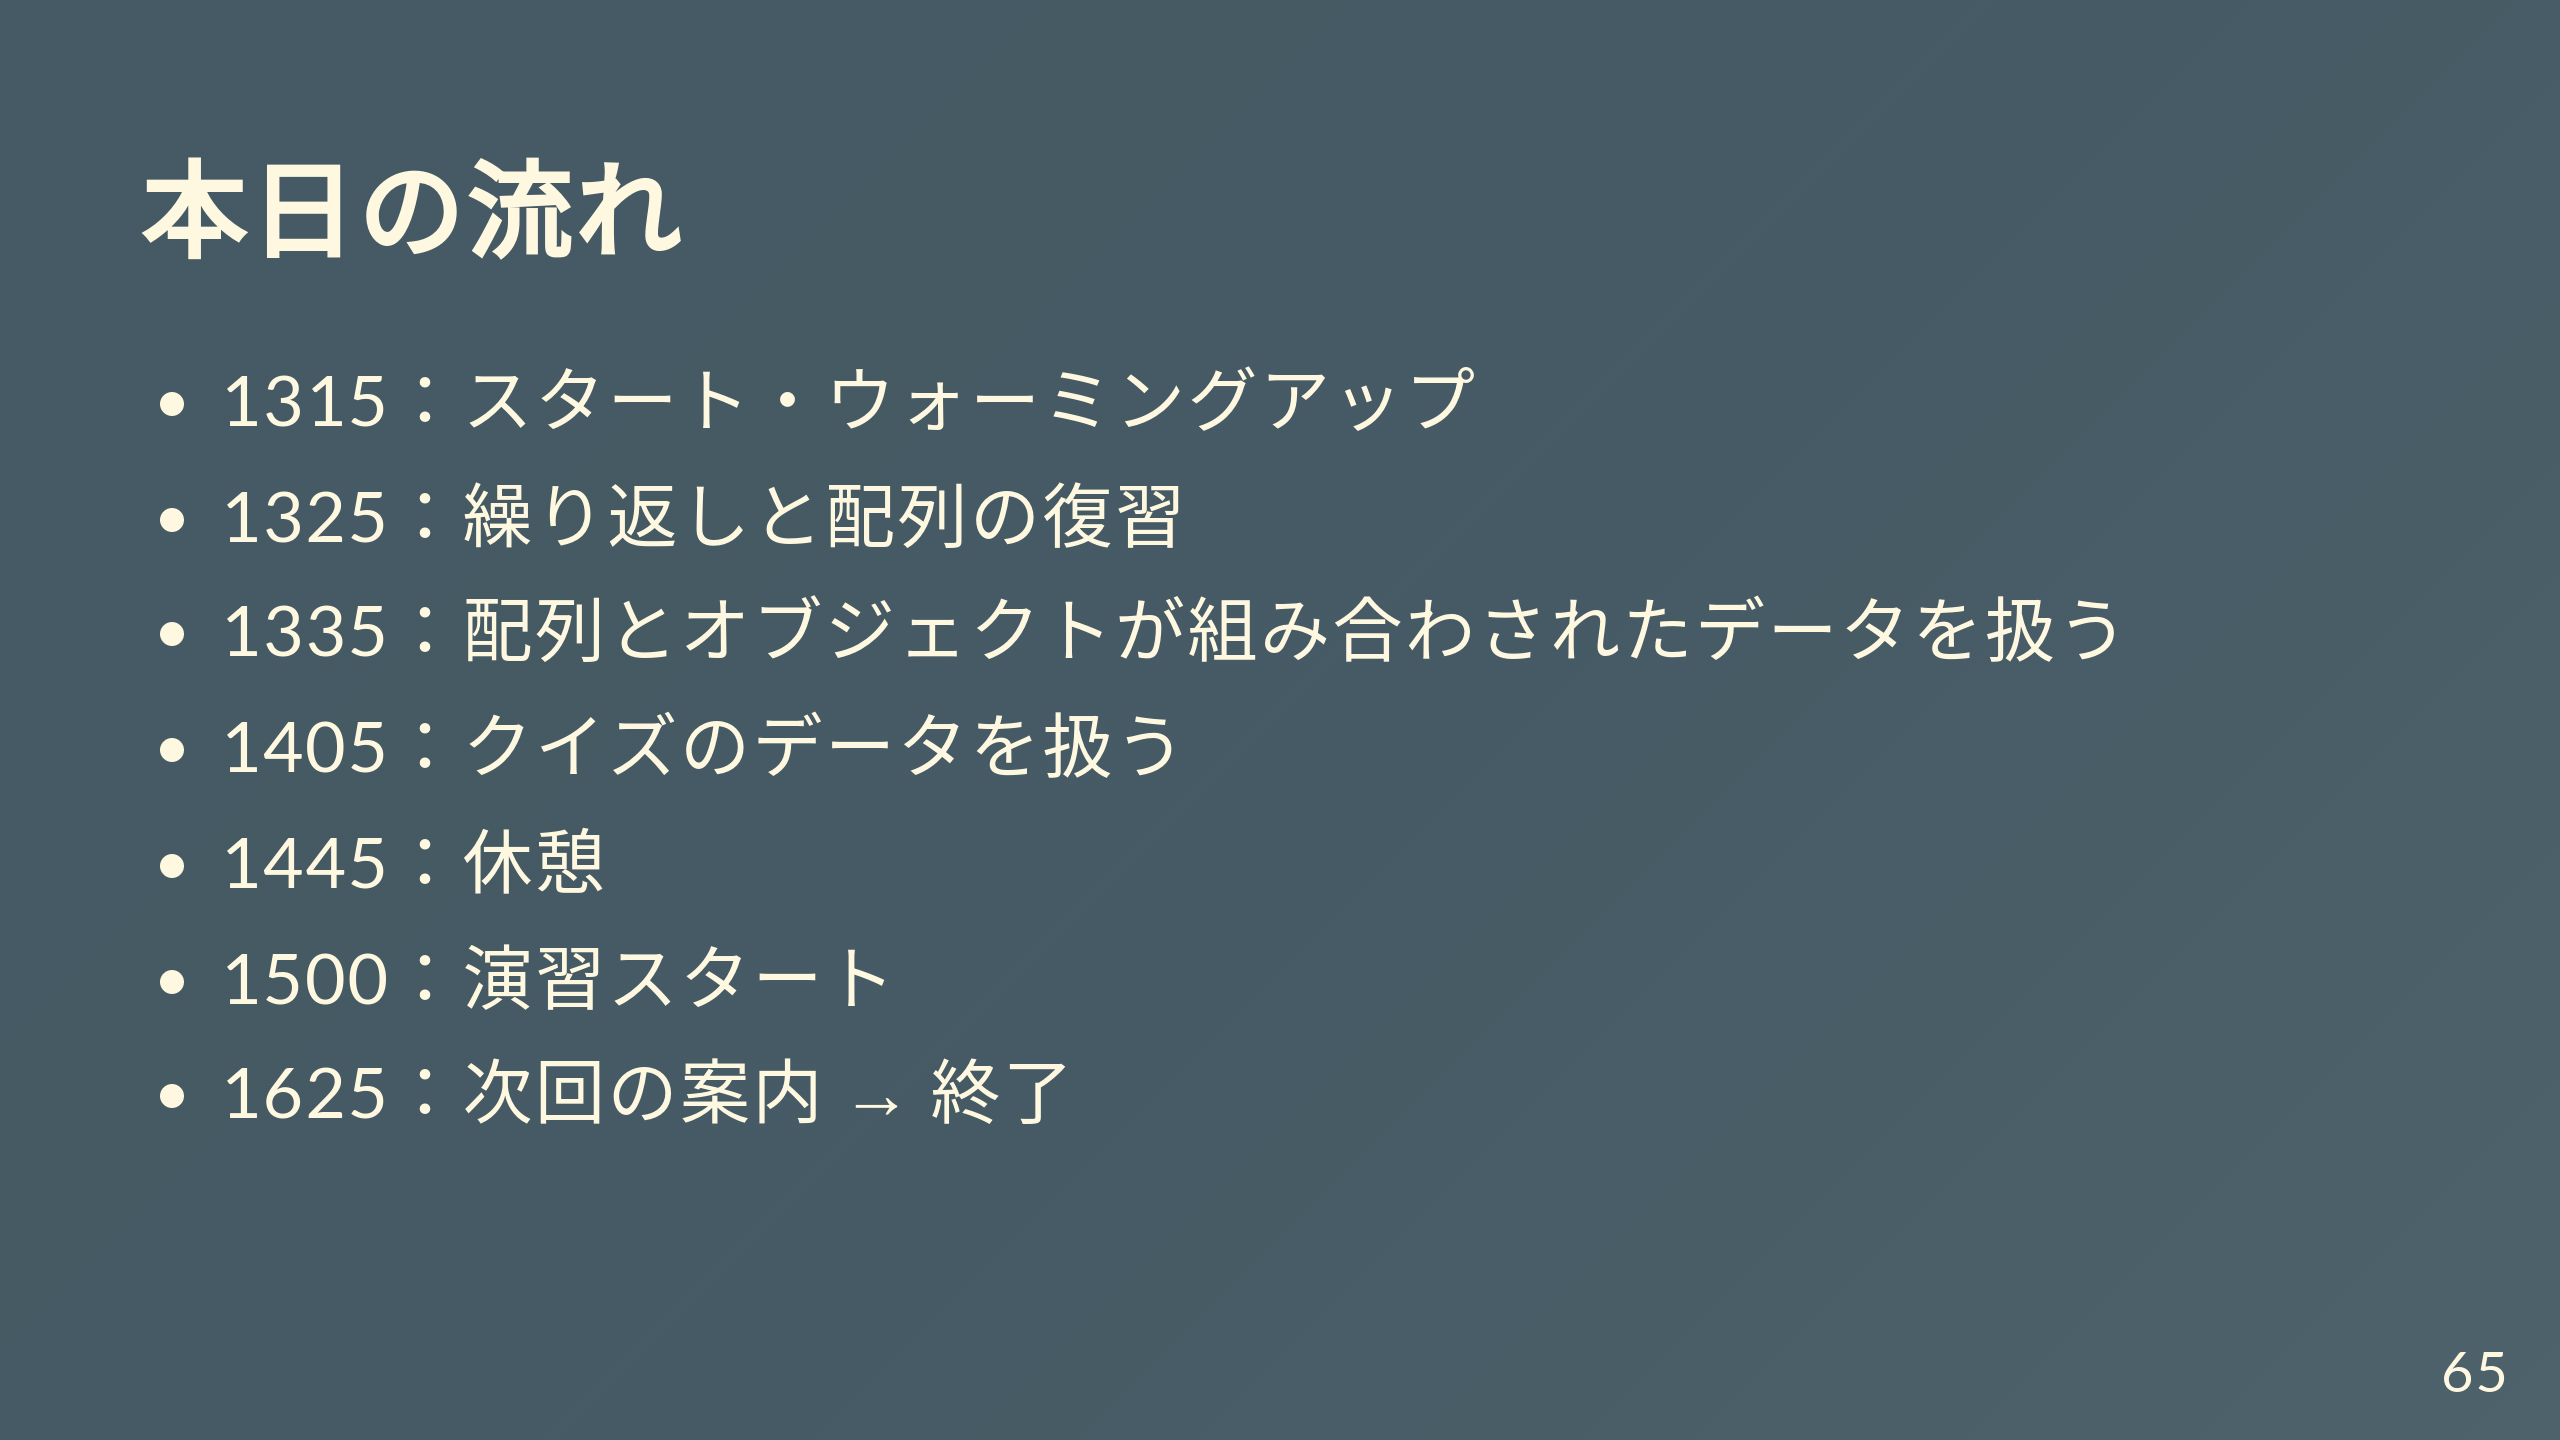 本日の流れ
• 1315：スタート・ウォーミングアップ
• 1325：繰り返しと配列の復習
• 1335：配列とオブジェクトが組み合わされたデータを扱う
• 1405：クイズのデータを扱う
• 1445：休憩
• 1500：演習スタート
• 1625：次回の案内 → 終了
65